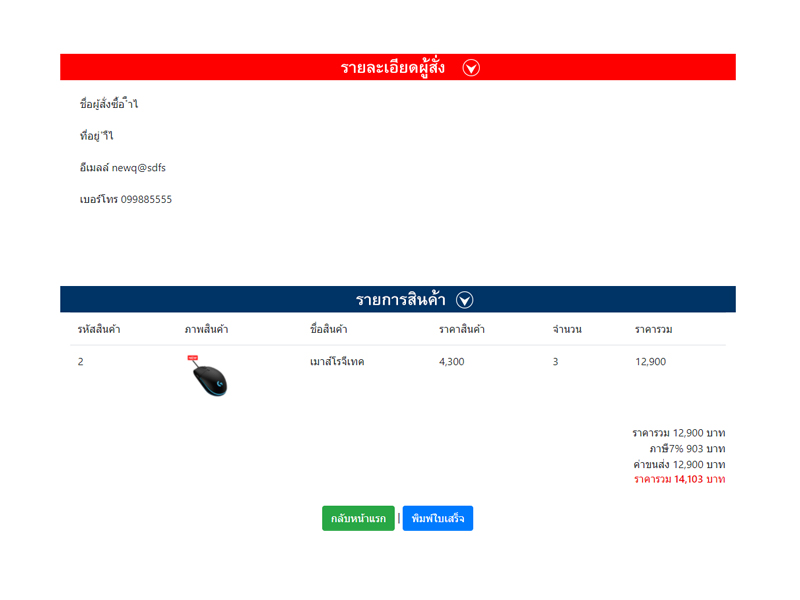 รายละเอียดผู้สั่ง
ชื่อผู้สั่งซื้อ " ำไ
ที่อยู่ ' ำี่ไ
อีเมลล์ newq@sdfs
เบอร์โทร 099885555
รายการสินค้า
รหัสสินค้า ภาพสินค้า ชื่อสินค้า ราคาสินค้า จำนวน ราคารวม
2 เมาส์โรจีเทค 4,300 3 12,900
ราคารวม 12,900 บาท
ภาษี7% 903 บาท
ค่าขนส่ง 12,900 บาท
ราคารวม 14,103 บาท
กลับหน้าแรก | พิมพ์ใบเสร็จ